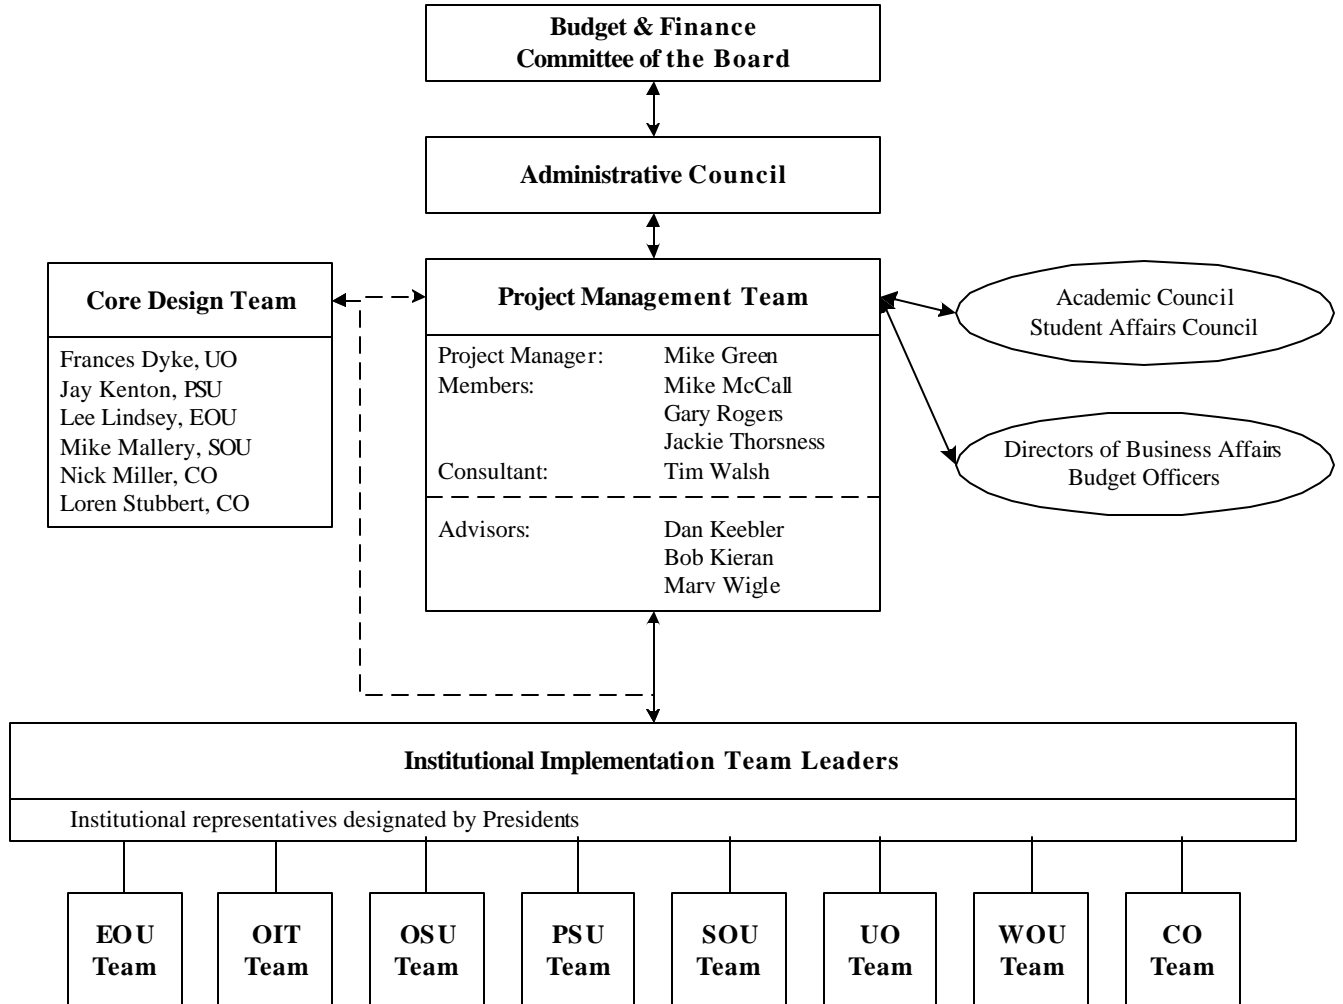 Budget & Finance
Committee of the Board
Administrative Council
Core Design Team
Frances Dyke, UO
Jay Kenton, PSU
Lee Lindsey, EOU
Mike Mallery, SOU
Nick Miller, CO
Loren Stubbert, CO
Project Management Team
Project Manager: Mike Green
Members: Mike McCall
Gary Rogers
Jackie Thorsness
Consultant: Tim Walsh
Advisors: Dan Keebler
Bob Kieran
Marv Wigle
Academic Council
Student Affairs Council
Directors of Business Affairs
Budget Officers
Institutional Implementation Team Leaders
Institutional representatives designated by Presidents
EOU
Team
OIT
Team
OSU
Team
PSU
Team
SOU
Team
UO
Team
WOU
Team
CO
Team